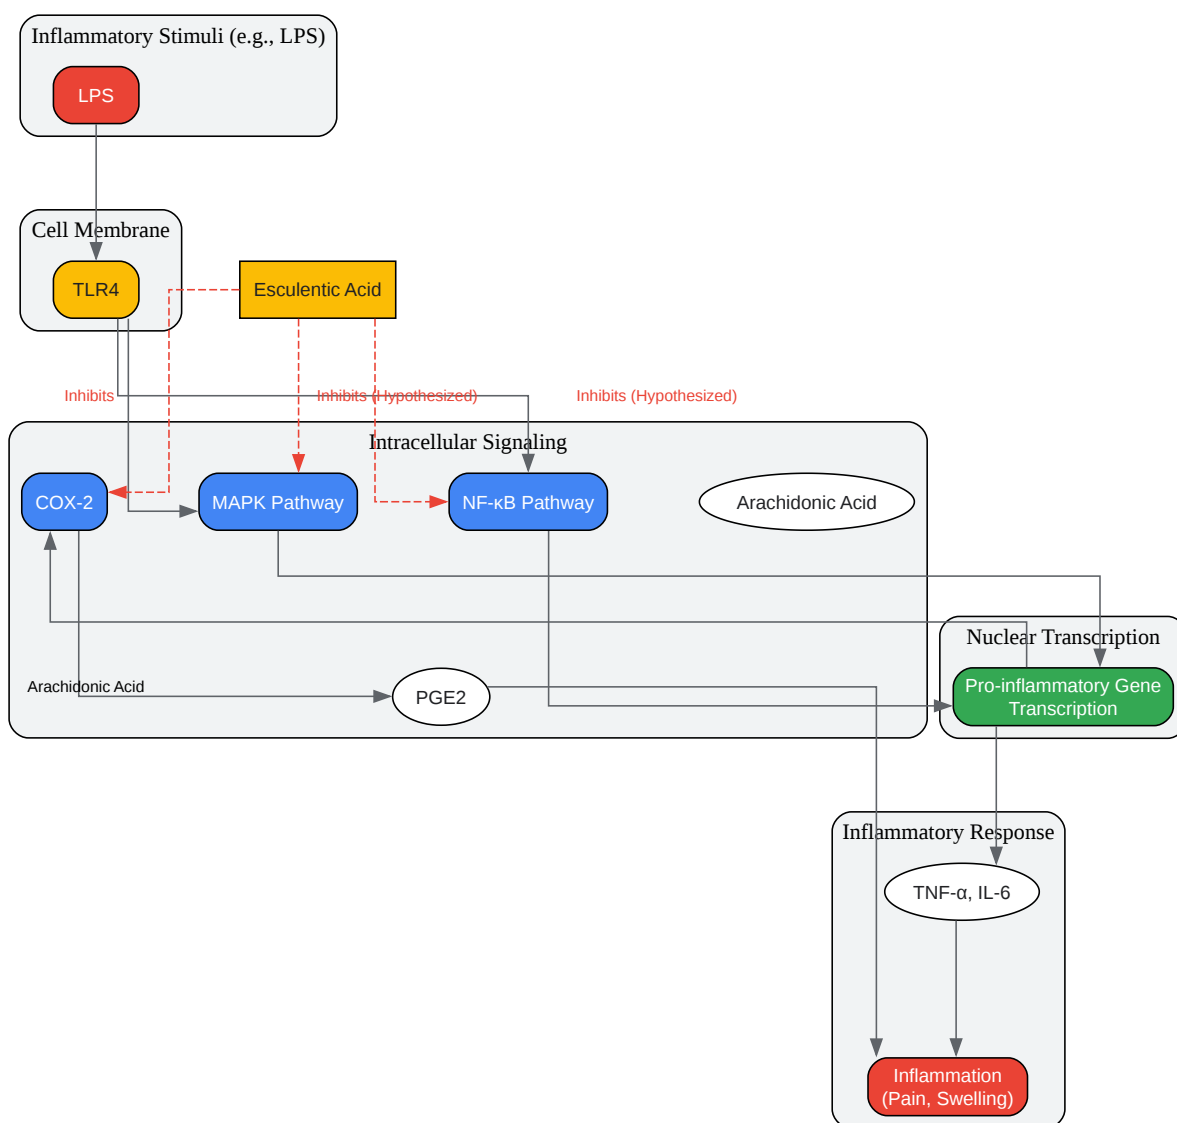 Inflammatory Stimuli (e.g., LPS)
LPS
Cell Membrane
TLR4
Esculentic Acid
Inhibits
Inhibits (Hypothesized)
Inhibits (Hypothesized)
Intracellular Signaling
COX-2
MAPK Pathway
NF-κB Pathway
Arachidonic Acid
Nuclear Transcription
Arachidonic Acid
PGE2
Pro-inflammatory Gene
Transcription
Inflammatory Response
TNF-α, IL-6
Inflammation
(Pain, Swelling)